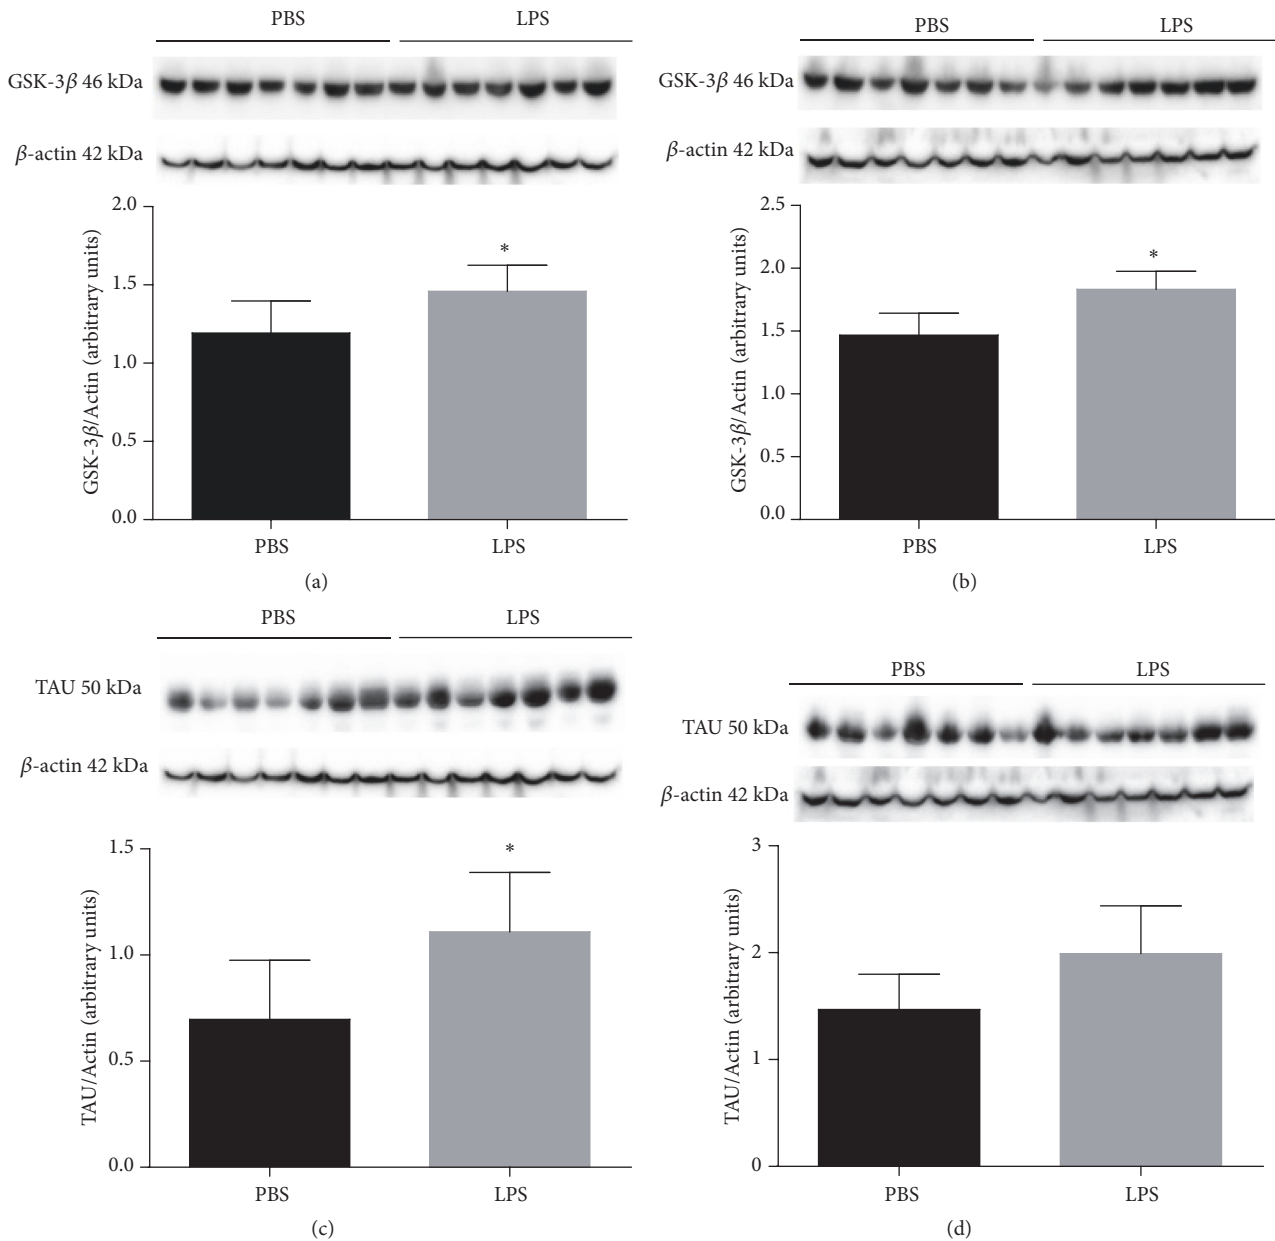 PBS LPS
GSK-3β 46 kDa
β-actin 42 kDa
2.0
1.5
1.0
0.5
0.0
GSK-3β/Actin (arbitrary units)
*
PBS LPS
(a)
PBS LPS
GSK-3β 46 kDa
β-actin 42 kDa
2.5
2.0
1.5
1.0
0.5
0.0
GSK-3β/Actin (arbitrary units)
*
PBS LPS
(b)
PBS LPS
TAU 50 kDa
β-actin 42 kDa
1.5
1.0
0.5
0.0
TAU/Actin (arbitrary units)
*
PBS LPS
(c)
PBS LPS
TAU 50 kDa
β-actin 42 kDa
3
2
1
0
TAU/Actin (arbitrary units)
PBS LPS
(d)